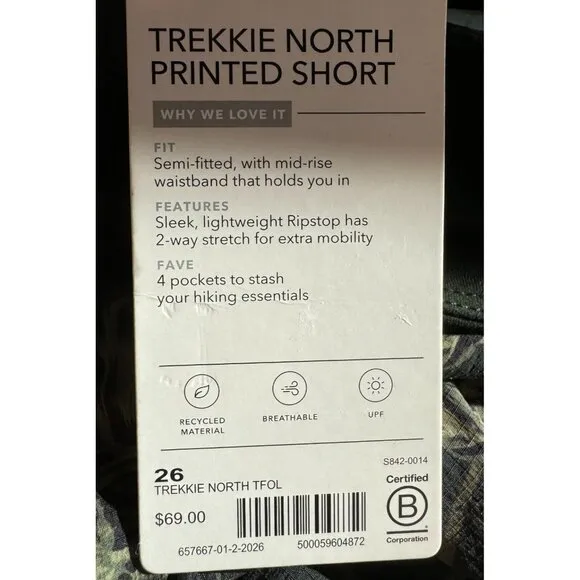 TREKKIE NORTH
PRINTED SHORT
WHY WE LOVE IT
FIT
Semi-fitted, with mid-rise
waistband that holds you in
FEATURES
Sleek, lightweight Ripstop has
2-way stretch for extra mobility
FAVE
4 pockets to stash
your hiking essentials
RECYCLED
MATERIAL
BREATHABLE
UPF
26
TREKKIE NORTH TFOL
$69.00
657667-01-2-2026
500059604872
S842-0014
Certified
B
Corporation